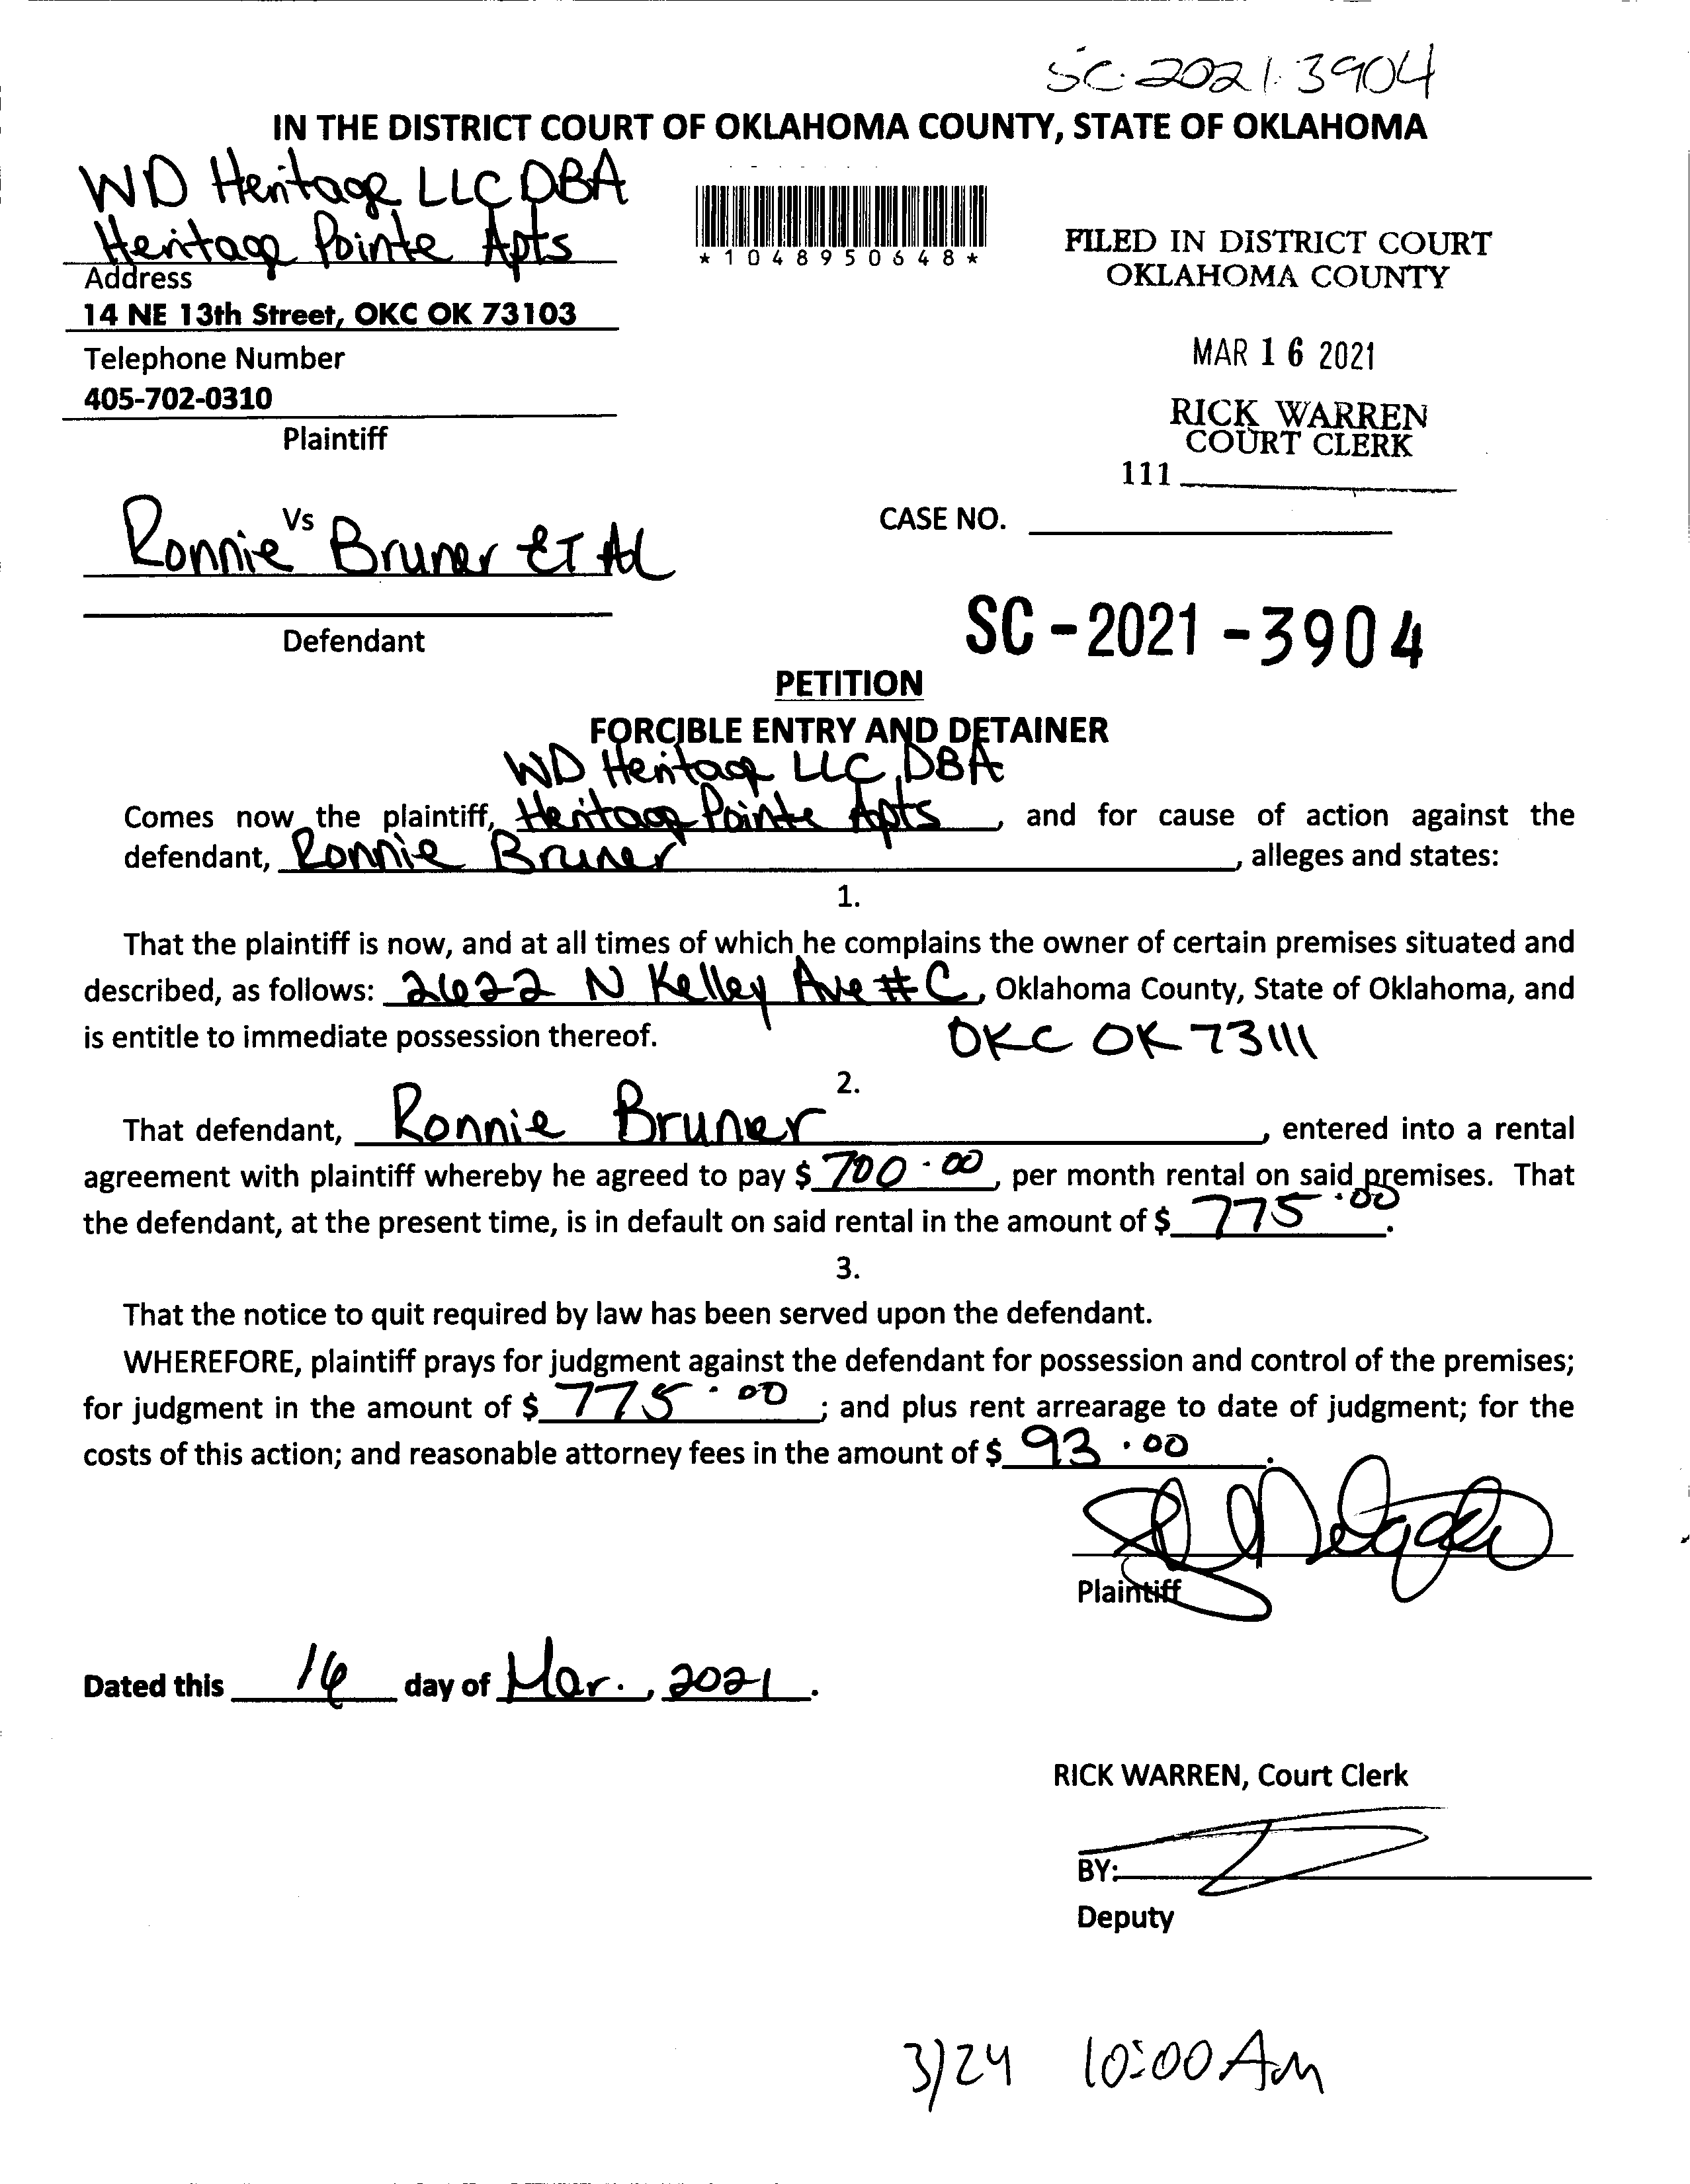 SC-2021-3904
IN THE DISTRICT COURT OF OKLAHOMA COUNTY, STATE OF OKLAHOMA
WD Heritage LLC DBA
Heritage Pointe Apts
Address
14 NE 13th Street, OKC OK 73103
Telephone Number
405-702-0310
Plaintiff
*1048950648*
FILED IN DISTRICT COURT
OKLAHOMA COUNTY
MAR 16 2021
RICK WARREN
COURT CLERK
111
Vs
Ronnie Bruner ET Al
Defendant
CASE NO.
SC-2021-3904
PETITION
FORCIBLE ENTRY AND DETAINER
WD Heritage LLC DBA
Comes now the plaintiff, Heritage Pointe Apts, and for cause of action against the
defendant, Ronnie Bruner, alleges and states:
1.
That the plaintiff is now, and at all times of which he complains the owner of certain premises situated and
described, as follows: 2622 N Kelley Ave #C, Oklahoma County, State of Oklahoma, and
is entitle to immediate possession thereof. OKC OK 73111
2.
That defendant, Ronnie Bruner, entered into a rental
agreement with plaintiff whereby he agreed to pay $ 700.00, per month rental on said premises. That
the defendant, at the present time, is in default on said rental in the amount of $ 775.00.
3.
That the notice to quit required by law has been served upon the defendant.
WHEREFORE, plaintiff prays for judgment against the defendant for possession and control of the premises;
for judgment in the amount of $ 775.00; and plus rent arrearage to date of judgment; for the
costs of this action; and reasonable attorney fees in the amount of $ 93.00.
Plaintiff
Dated this 16 day of Mar., 2021.
RICK WARREN, Court Clerk
BY:
Deputy
3/24 10:00 AM